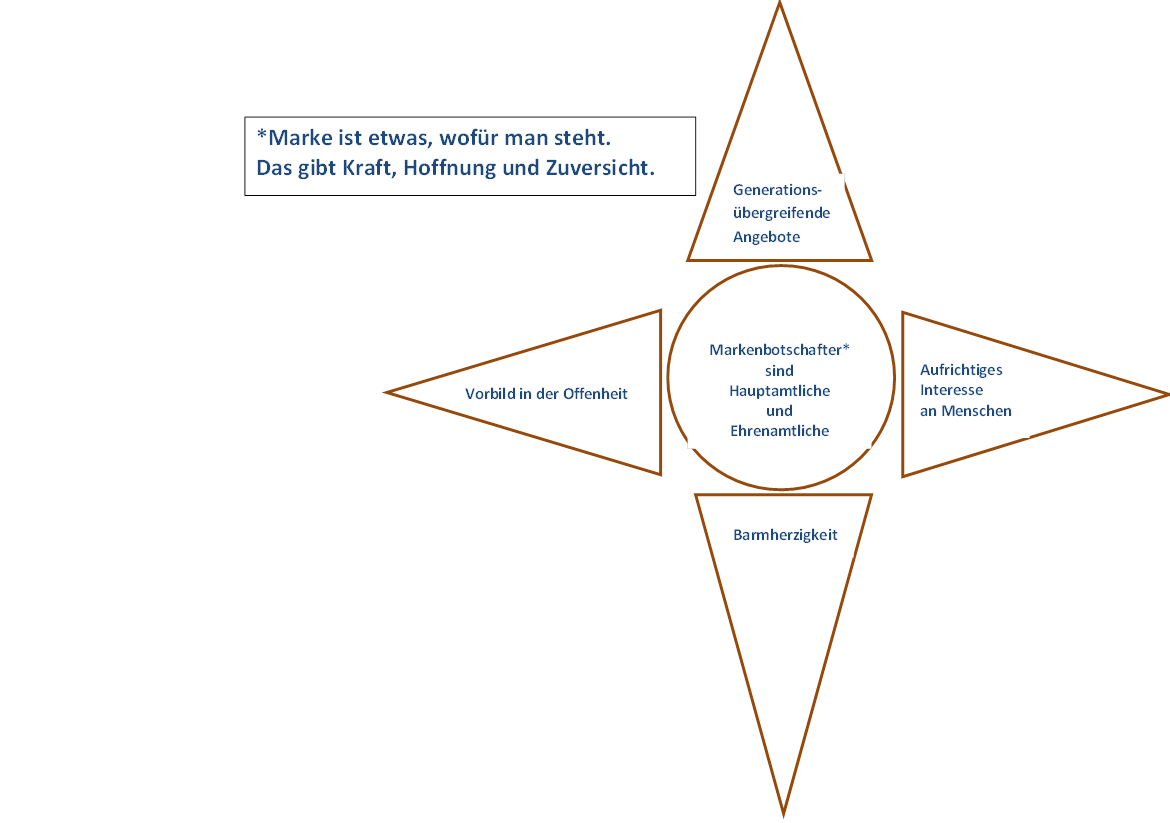 *Marke ist etwas, wofür man steht.
Das gibt Kraft, Hoffnung und Zuversicht.
Generations-
übergreifende
Angebote
Vorbild in der Offenheit
Markenbotschafter*
sind
Hauptamtliche
und
Ehrenamtliche
Aufrichtiges
Interesse
an Menschen
Barmherzigkeit